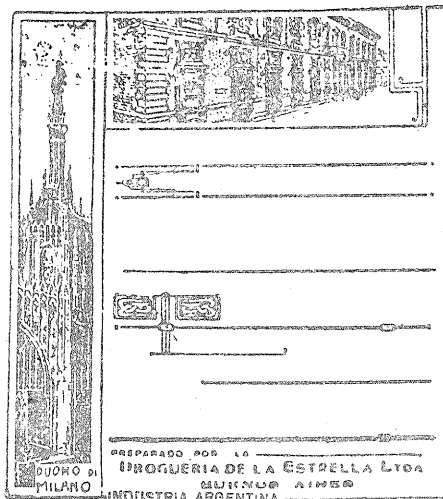 DUOMO DI
MILANO
PREPARADO POR LA
DROGUERIA DE LA ESTRELLA LTDA
BUENOS AIRES
INDUSTRIA ARGENTINA